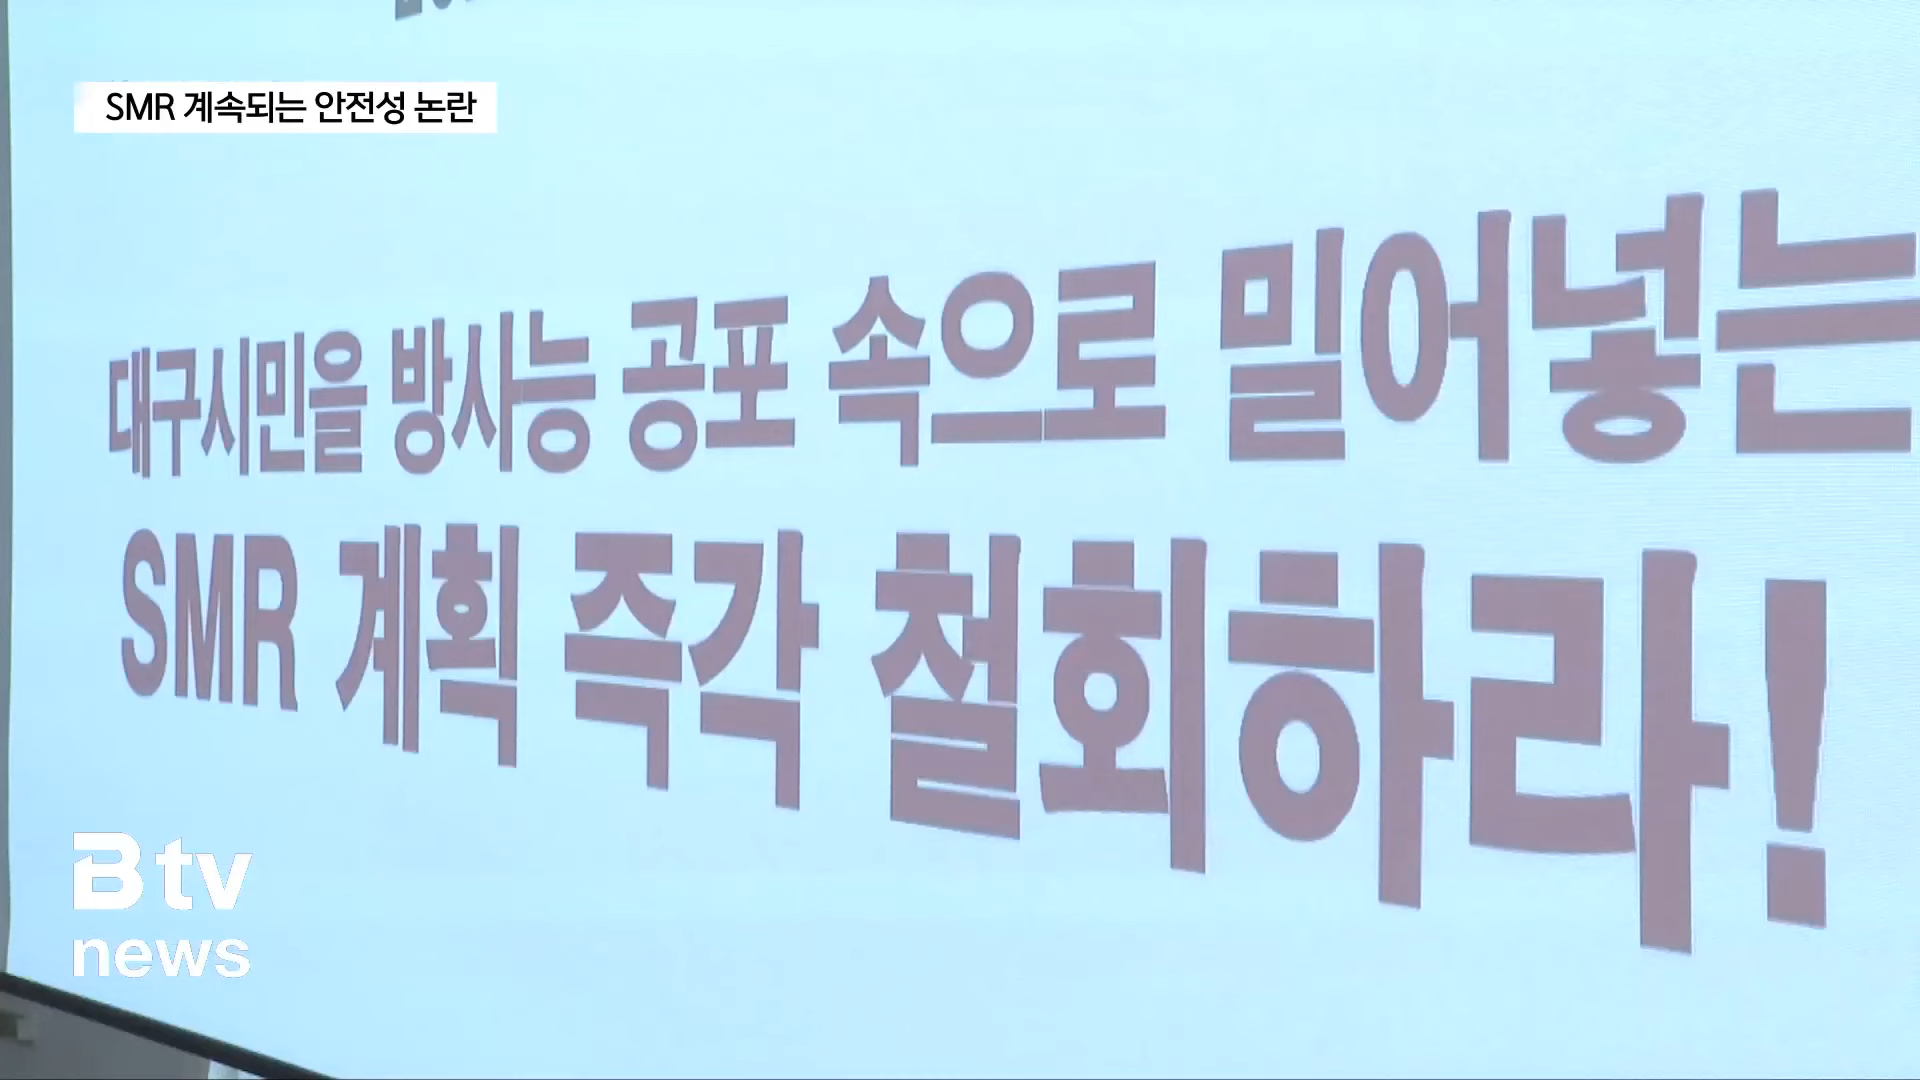 SMR 계속되는 안전성 논란
대구시민을 방사능 공포 속으로 밀어넣는
SMR 계획 즉각 철회하라!
B tv
news